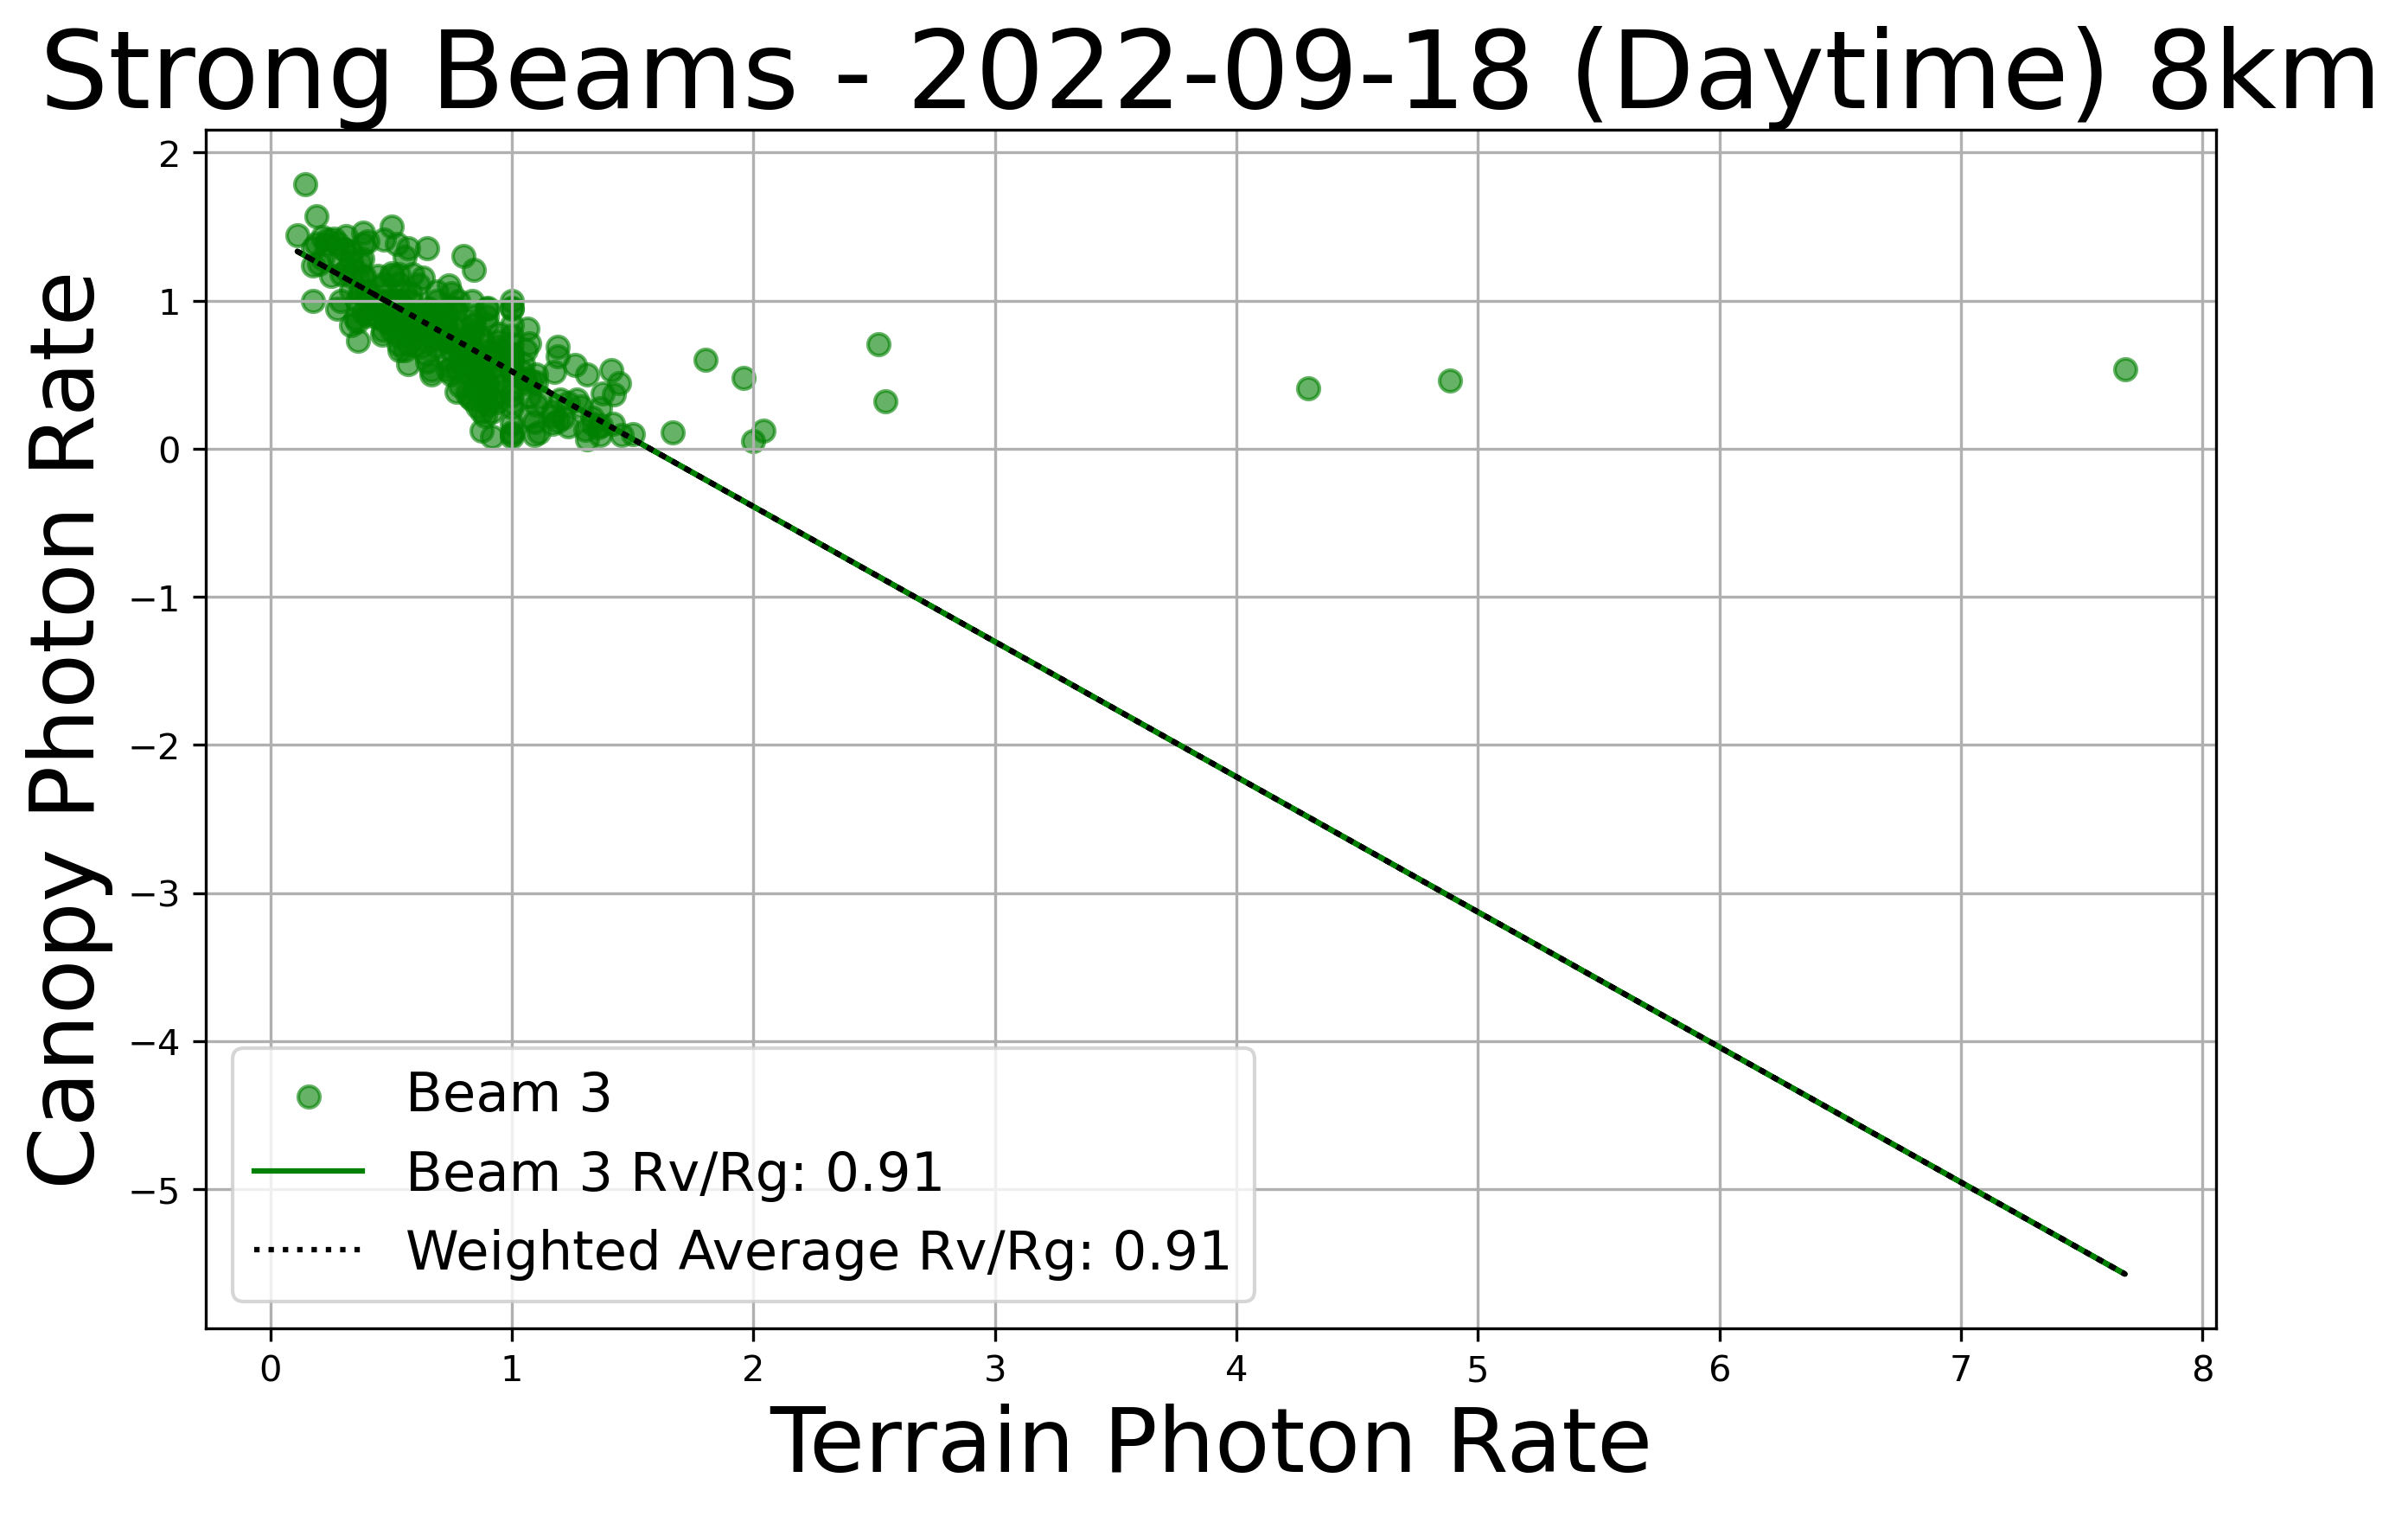 Strong Beams - 2022-09-18 (Daytime) 8km
Canopy Photon Rate
2
1
0
−1
−2
−3
−4
−5
Beam 3
Beam 3 Rv/Rg: 0.91
Weighted Average Rv/Rg: 0.91
0 1 2 3 4 5 6 7 8
Terrain Photon Rate